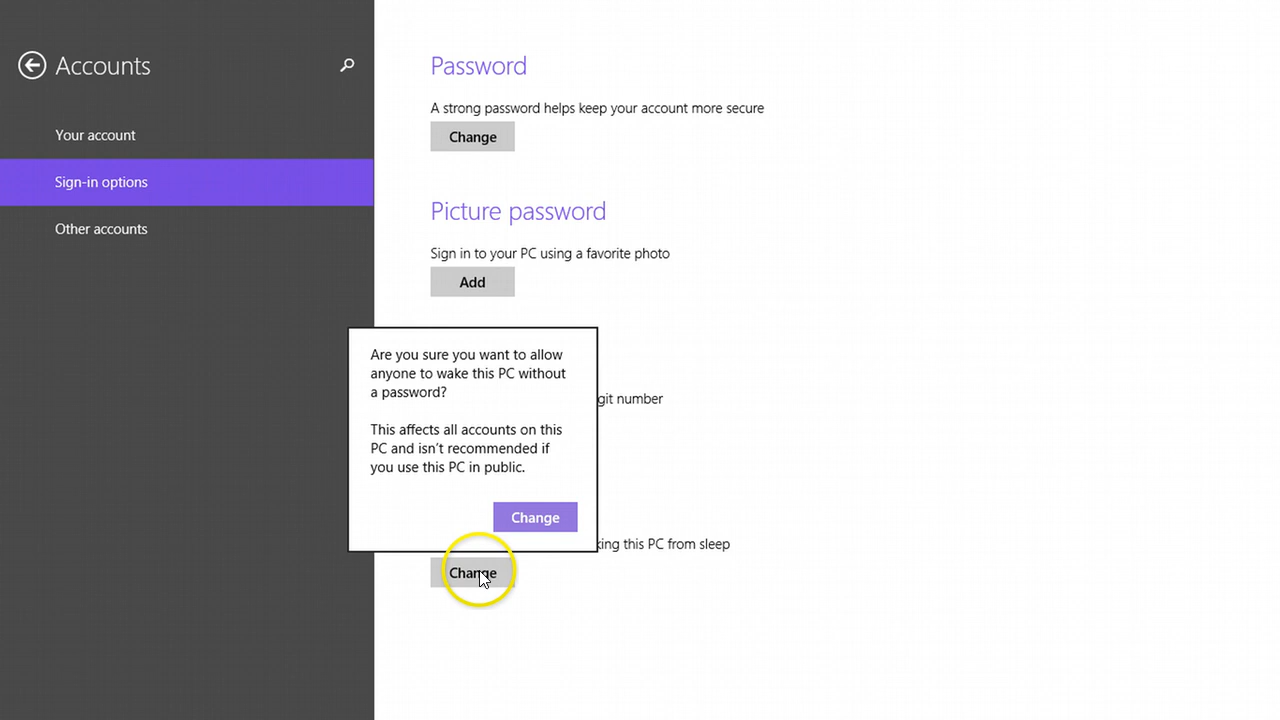 Accounts
Your account
Sign-in options
Other accounts
Password
A strong password helps keep your account more secure
Change
Picture password
Sign in to your PC using a favorite photo
Add
Are you sure you want to allow
anyone to wake this PC without
a password?
This affects all accounts on this
PC and isn't recommended if
you use this PC in public.
Change
git number
king this PC from sleep
Change